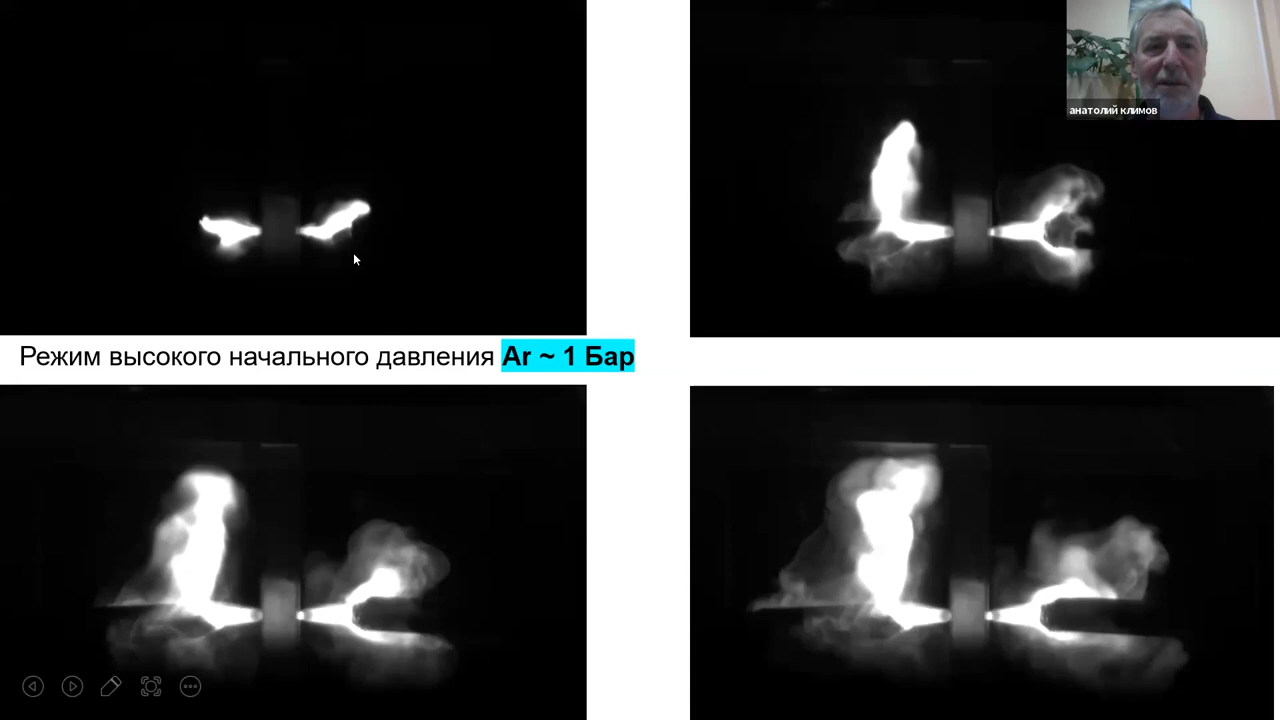 анатолий климов
Режим высокого начального давления Ar ~ 1 Бар